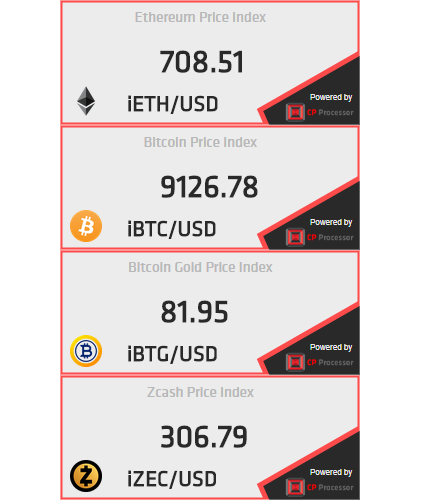 Ethereum Price Index
708.51
iETH/USD
Powered by
CP Processor
Bitcoin Price Index
9126.78
iBTC/USD
Powered by
CP Processor
Bitcoin Gold Price Index
81.95
iBTG/USD
Powered by
CP Processor
Zcash Price Index
306.79
iZEC/USD
Powered by
CP Processor